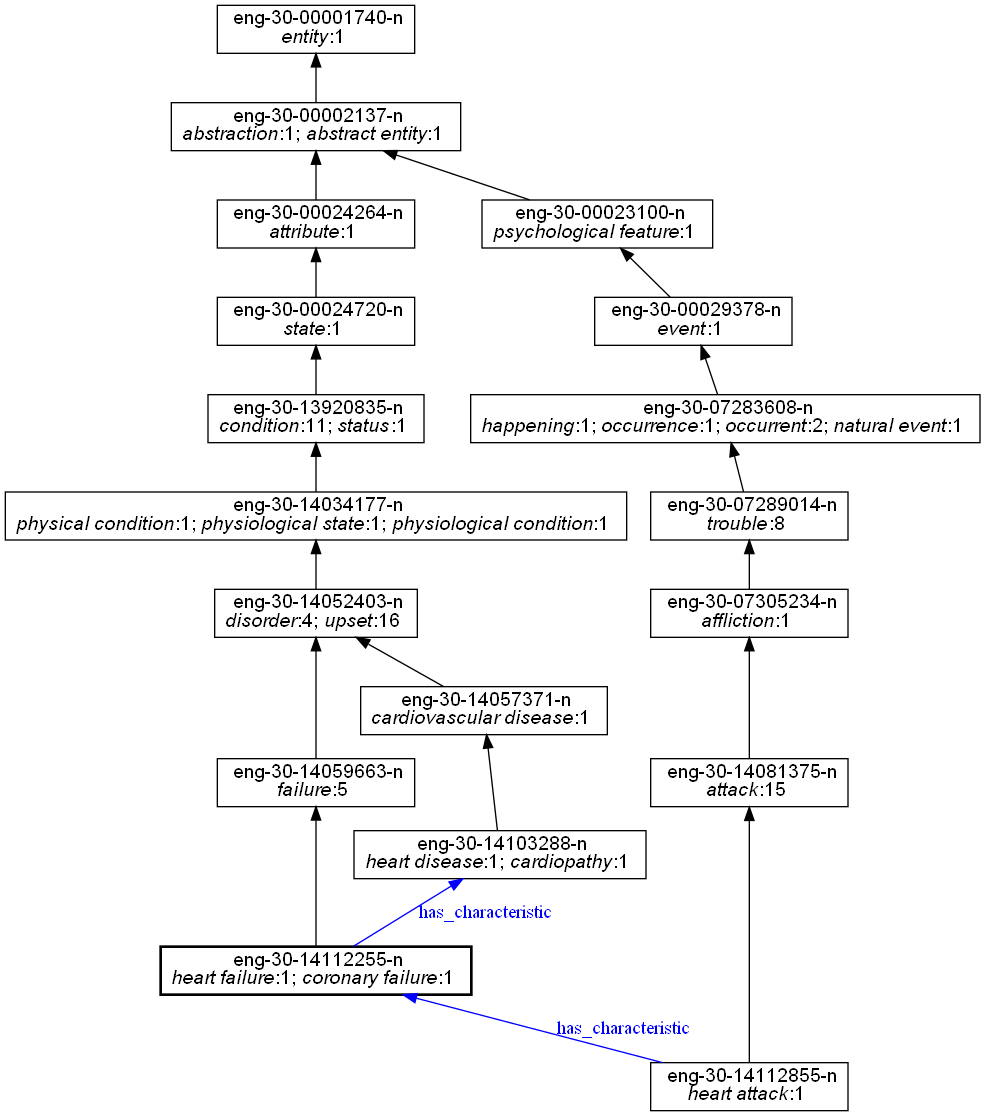 eng-30-00001740-n
entity:1
eng-30-00002137-n
abstraction:1; abstract entity:1
eng-30-00024264-n
attribute:1
eng-30-00023100-n
psychological feature:1
eng-30-00024720-n
state:1
eng-30-00029378-n
event:1
eng-30-13920835-n
condition:11; status:1
eng-30-07283608-n
happening:1; occurrence:1; occurrent:2; natural event:1
eng-30-14034177-n
physical condition:1; physiological state:1; physiological condition:1
eng-30-07289014-n
trouble:8
eng-30-14052403-n
disorder:4; upset:16
eng-30-07305234-n
affliction:1
eng-30-14057371-n
cardiovascular disease:1
eng-30-14059663-n
failure:5
eng-30-14081375-n
attack:15
eng-30-14103288-n
heart disease:1; cardiopathy:1
has_characteristic
eng-30-14112255-n
heart failure:1; coronary failure:1
has_characteristic
eng-30-14112855-n
heart attack:1